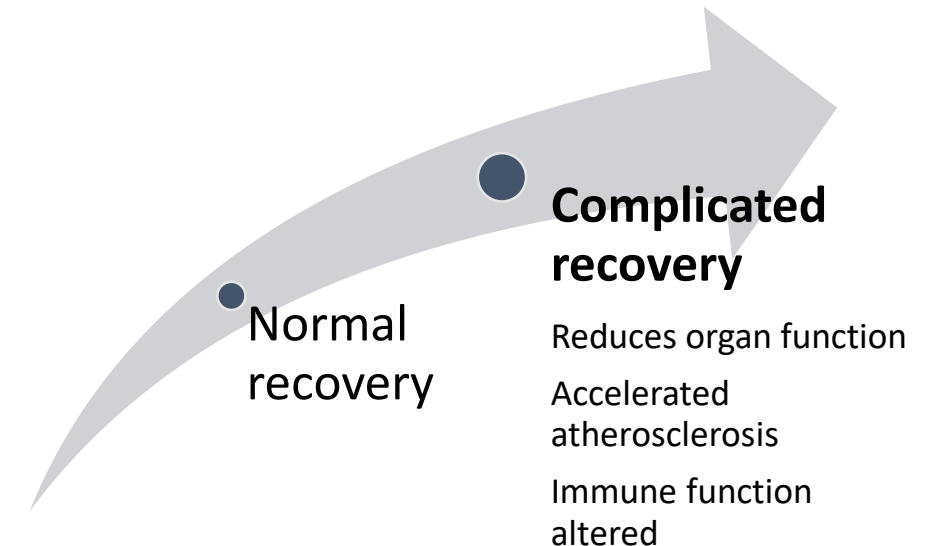 Normal
recovery
Complicated
recovery
Reduces organ function
Accelerated
atherosclerosis
Immune function
altered